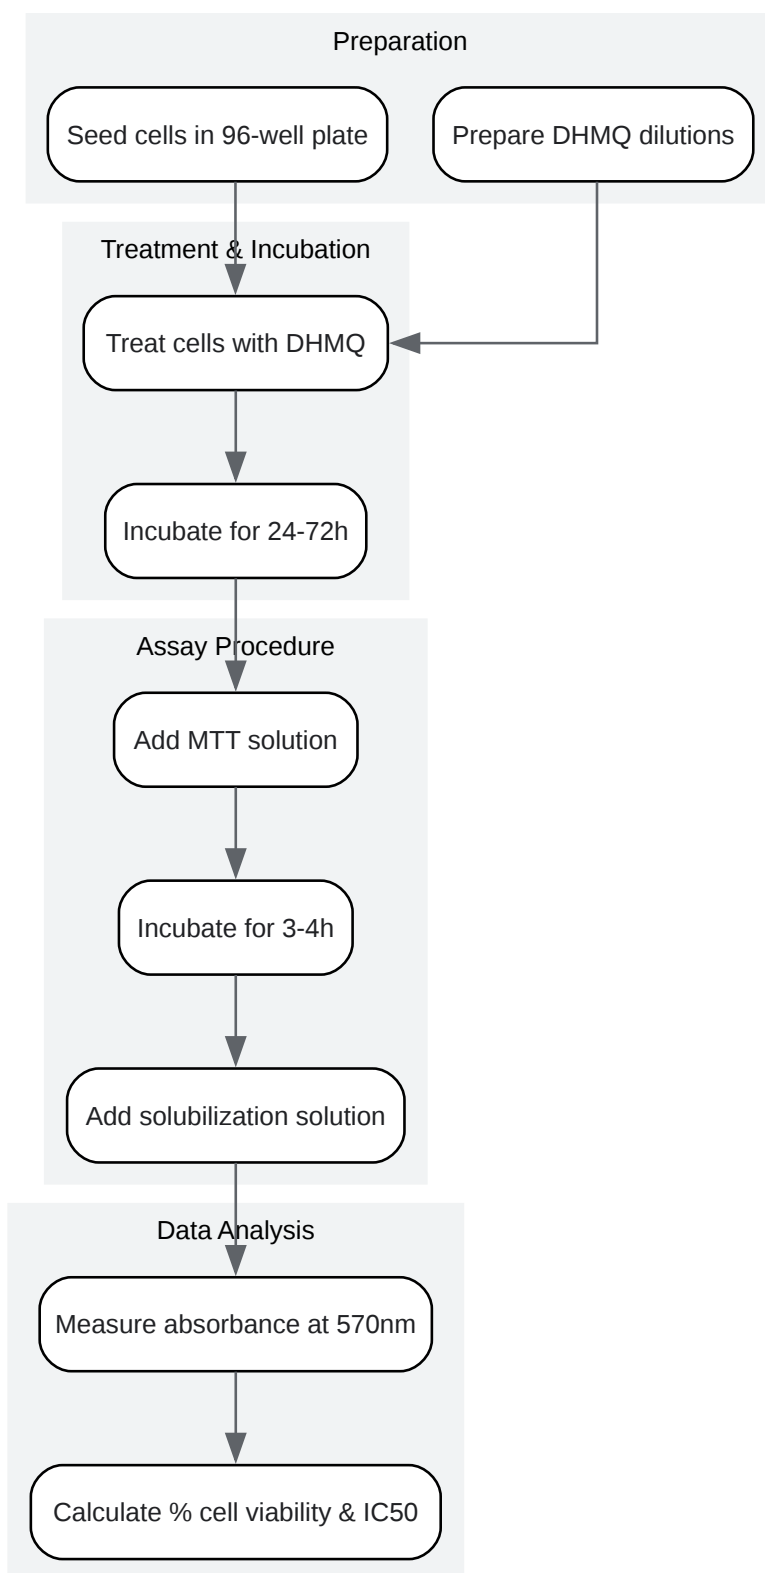 Preparation
Seed cells in 96-well plate
Prepare DHMQ dilutions
Treatment & Incubation
Treat cells with DHMQ
Incubate for 24-72h
Assay Procedure
Add MTT solution
Incubate for 3-4h
Add solubilization solution
Data Analysis
Measure absorbance at 570nm
Calculate % cell viability & IC50